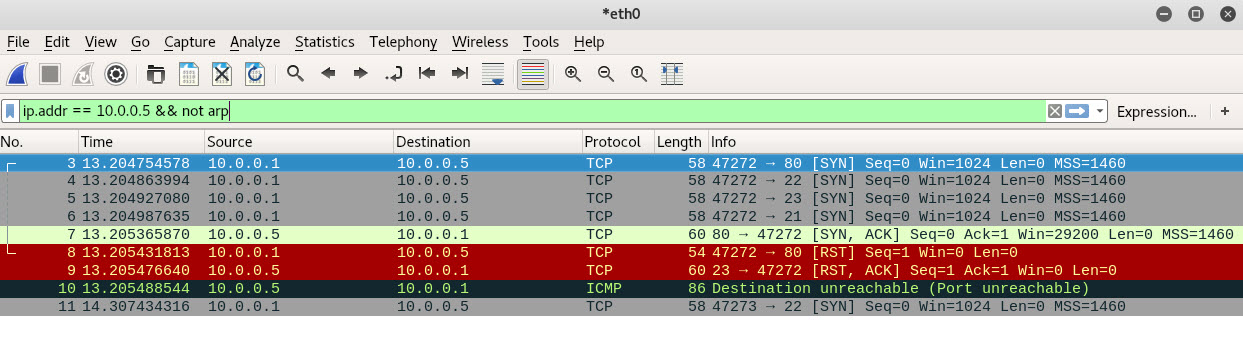 *eth0
File Edit View Go Capture Analyze Statistics Telephony Wireless Tools Help
ip.addr == 10.0.0.5 && not arp Expression... +
No. Time Source Destination Protocol Length Info
3 13.204754578 10.0.0.1 10.0.0.5 TCP 58 47272 → 80 [SYN] Seq=0 Win=1024 Len=0 MSS=1460
4 13.204863994 10.0.0.1 10.0.0.5 TCP 58 47272 → 22 [SYN] Seq=0 Win=1024 Len=0 MSS=1460
5 13.204927080 10.0.0.1 10.0.0.5 TCP 58 47272 → 23 [SYN] Seq=0 Win=1024 Len=0 MSS=1460
6 13.204987635 10.0.0.1 10.0.0.5 TCP 58 47272 → 21 [SYN] Seq=0 Win=1024 Len=0 MSS=1460
7 13.205365870 10.0.0.5 10.0.0.1 TCP 60 80 → 47272 [SYN, ACK] Seq=0 Ack=1 Win=29200 Len=0 MSS=1460
8 13.205431813 10.0.0.1 10.0.0.5 TCP 54 47272 → 80 [RST] Seq=1 Win=0 Len=0
9 13.205476640 10.0.0.5 10.0.0.1 TCP 60 23 → 47272 [RST, ACK] Seq=1 Ack=1 Win=0 Len=0
10 13.205488544 10.0.0.5 10.0.0.1 ICMP 86 Destination unreachable (Port unreachable)
11 14.307434316 10.0.0.1 10.0.0.5 TCP 58 47273 → 22 [SYN] Seq=0 Win=1024 Len=0 MSS=1460